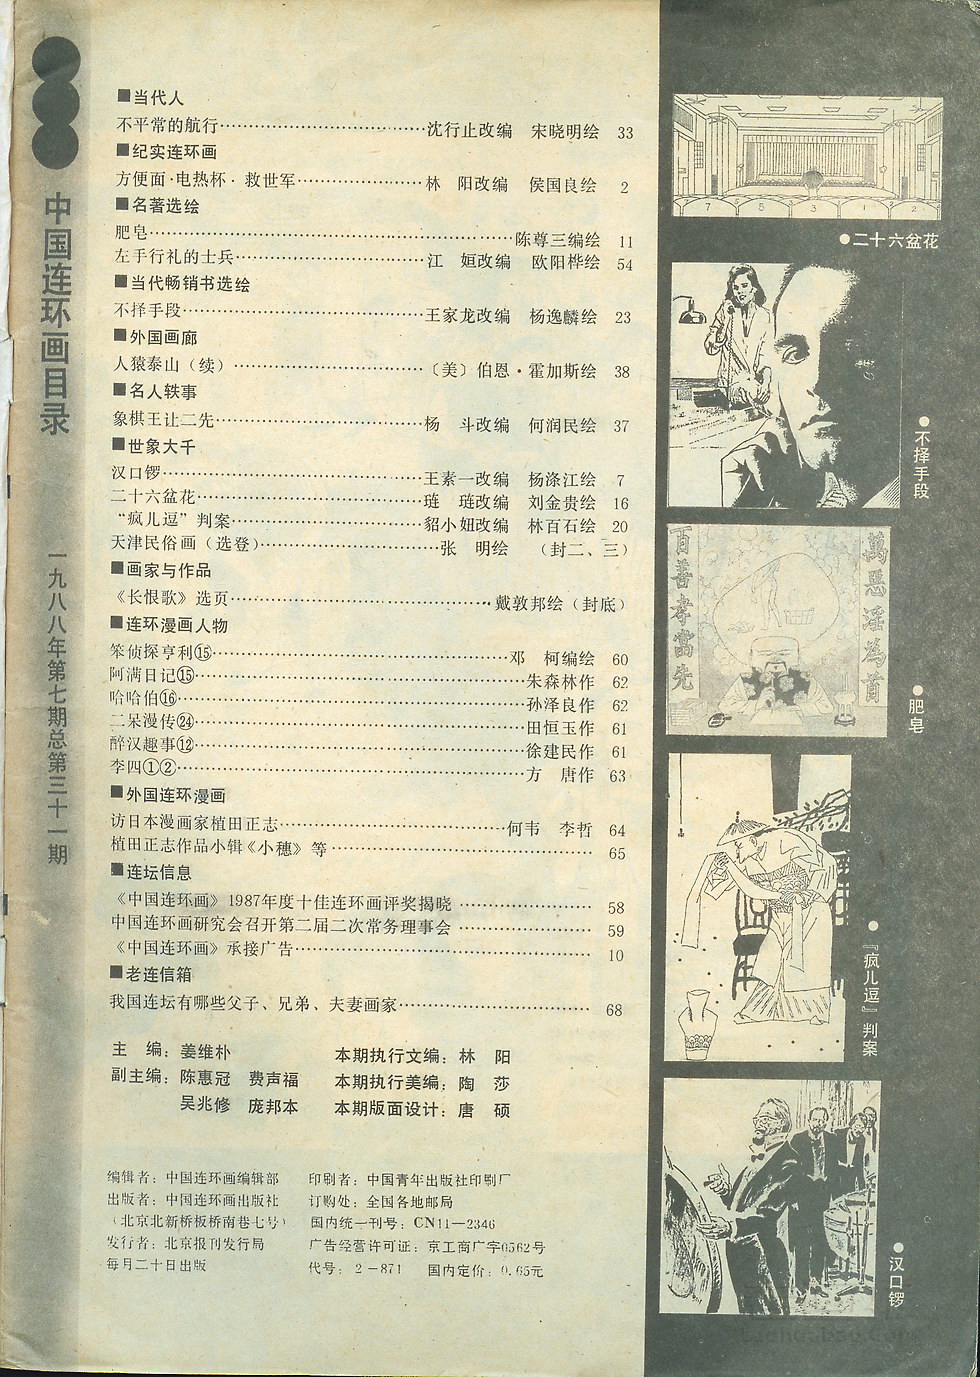 中国连环画目录
一九八八年第七期总第三十一期
■当代人
不平常的航行……沈行止改编 宋晓明绘 33
■纪实连环画
方便面·电热杯·救世军……林 阳改编 侯国良绘 2
■名著选绘
肥皂……陈尊三编绘 11
左手行礼的士兵……江 姮改编 欧阳桦绘 54
■当代畅销书选绘
不择手段……王家龙改编 杨逸麟绘 23
■外国画廊
人猿泰山（续）……〔美〕伯恩·霍加斯绘 38
■名人轶事
象棋王让二先……杨 斗改编 何润民绘 37
■世象大千
汉口锣……王素一改编 杨涤江绘 7
二十六盆花……琏 琏改编 刘金贵绘 16
“疯儿逗”判案……貂小妞改编 林百石绘 20
天津民俗画（选登）……张 明绘 （封二、三）
■画家与作品
《长恨歌》选页……戴敦邦绘（封底）
■连环漫画人物
笨侦探亨利⑮……邓 柯编绘 60
阿满日记⑮……朱森林作 62
哈哈伯⑯……孙泽良作 62
二呆漫传㉔……田恒玉作 61
醉汉趣事⑫……徐建民作 61
李四①②……方 唐作 63
■外国连环漫画
访日本漫画家植田正志……何韦 李哲 64
植田正志作品小辑《小穗》等……65
■连坛信息
《中国连环画》1987年度十佳连环画评奖揭晓……58
中国连环画研究会召开第二届二次常务理事会……59
《中国连环画》承接广告……10
■老连信箱
我国连坛有哪些父子、兄弟、夫妻画家……68
主 编：姜维朴
副主编：陈惠冠 费声福
吴兆修 庞邦本
本期执行文编：林 阳
本期执行美编：陶 莎
本期版面设计：唐 硕
编辑者：中国连环画编辑部
出版者：中国连环画出版社
（北京北新桥板桥南巷七号）
发行者：北京报刊发行局
每月二十日出版
印刷者：中国青年出版社印刷厂
订购处：全国各地邮局
国内统一刊号：CN11—2346
广告经营许可证：京工商广字0562号
代号：2－871 国内定价：0.65元
7 5 3 1 2
●二十六盆花
●不择手段
百善孝當先
萬惡淫為首
●肥皂
●『疯儿逗』判案
●汉口锣